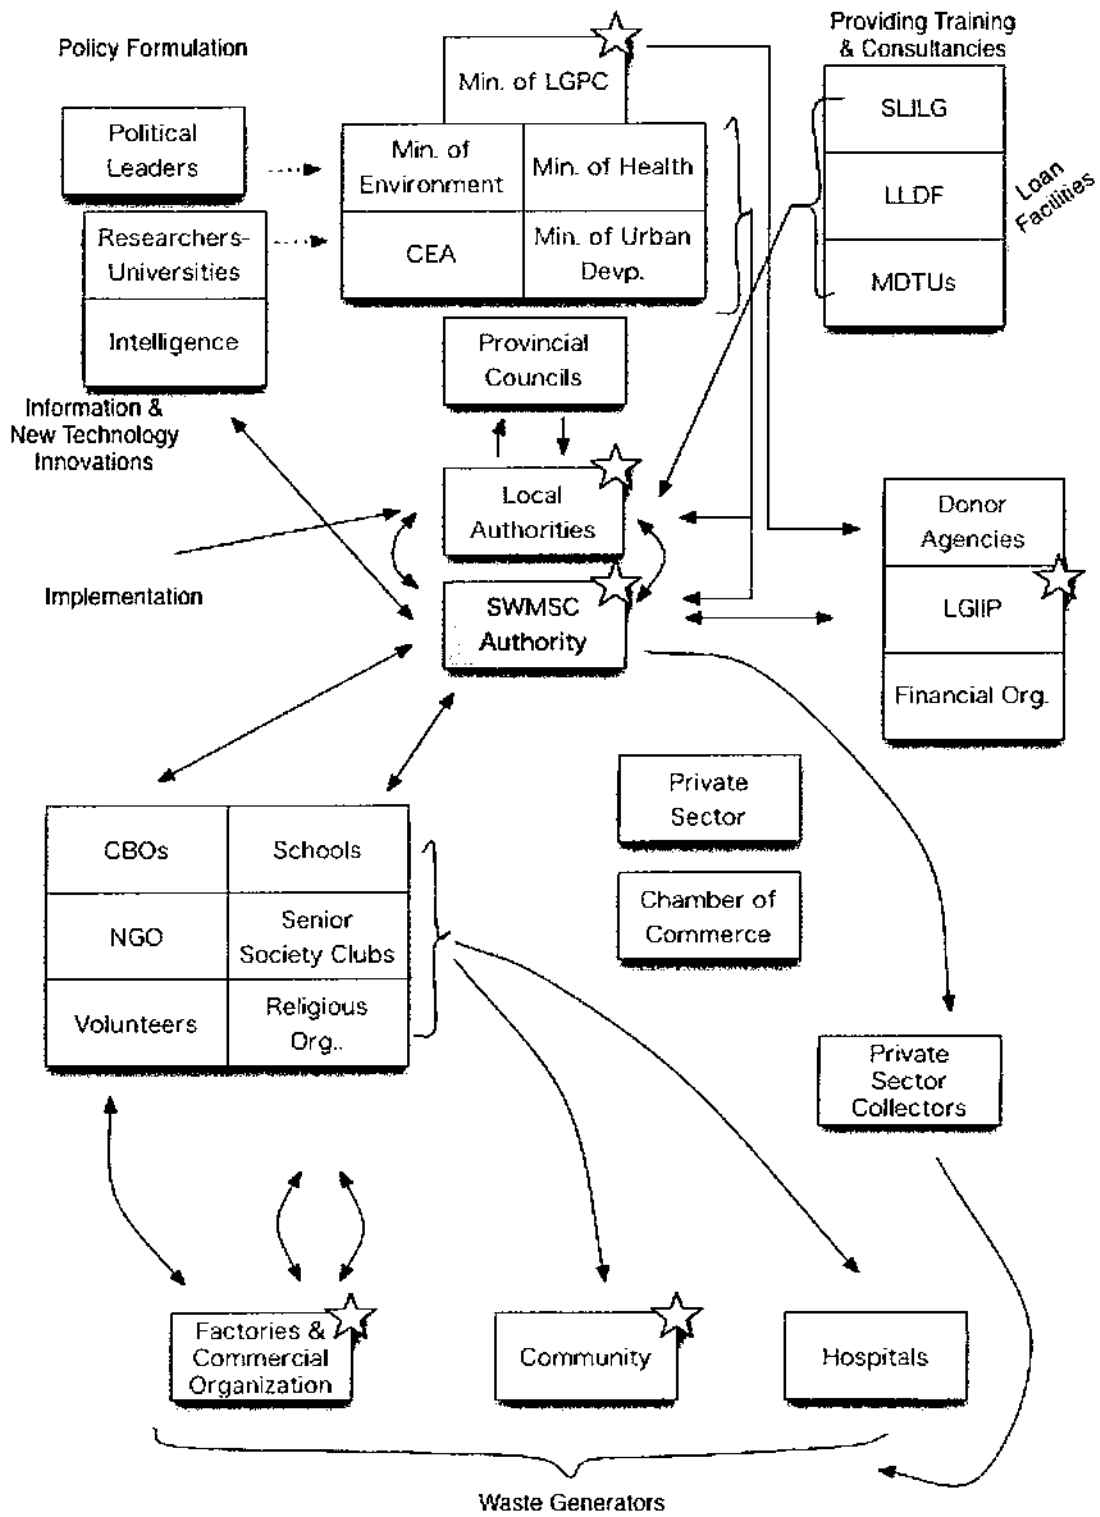 Policy Formulation
Providing Training
& Consultancies
Min. of LGPC
Political
Leaders
Min. of
Environment
Min. of Health
CEA
Min. of Urban
Devp.
SLILG
LLDF
MDTUs
Loan
Facilities
Researchers-
Universities
Intelligence
Information &
New Technology
Innovations
Provincial
Councils
Local
Authorities
Implementation
SWMSC
Authority
Donor
Agencies
LGIIP
Financial Org.
Private
Sector
Chamber of
Commerce
CBOs
Schools
NGO
Senior
Society Clubs
Volunteers
Religious
Org..
Private
Sector
Collectors
Factories &
Commercial
Organization
Community
Hospitals
Waste Generators